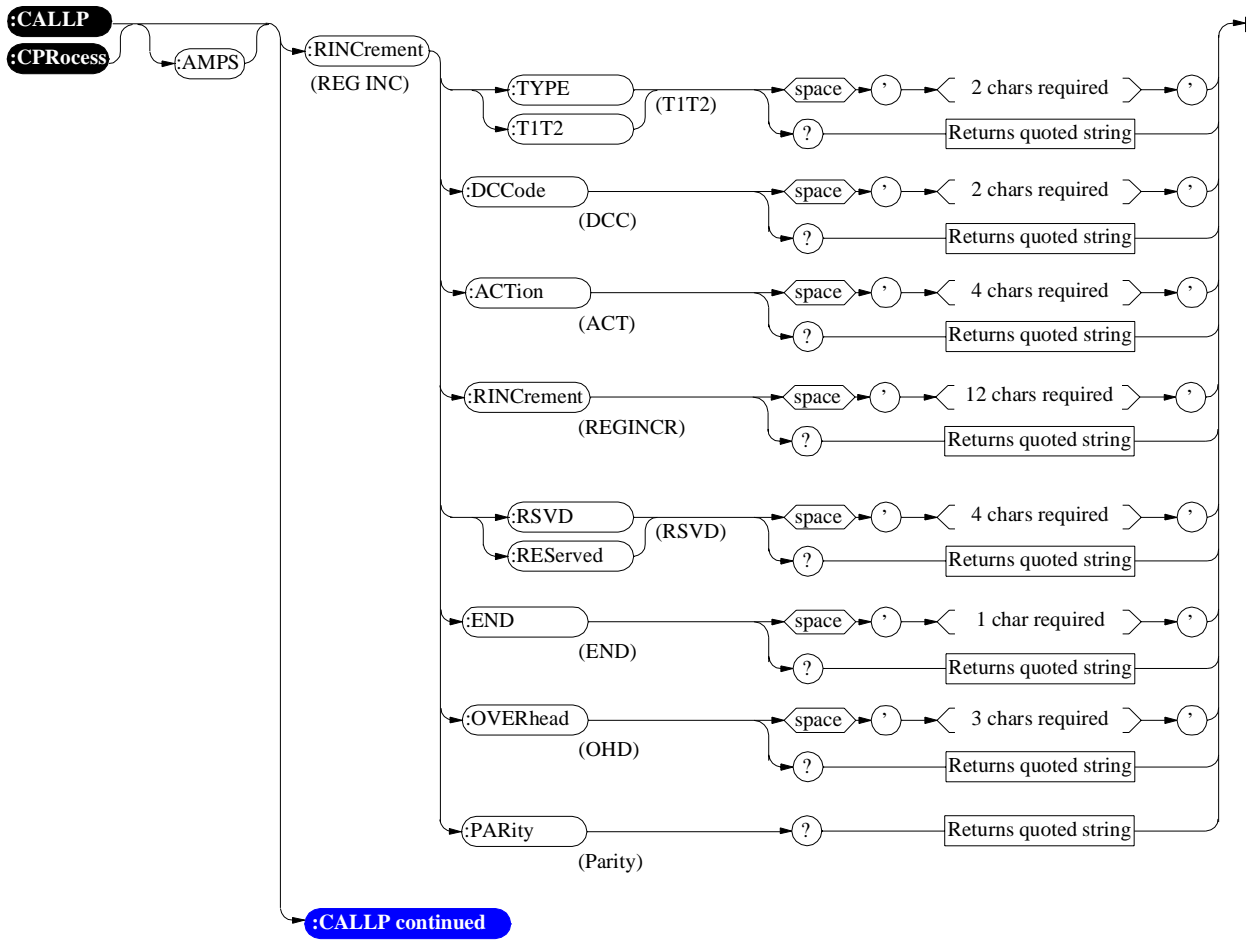 :CALLP
:CPRocess
:AMPS
:RINCrement
(REG INC)
:TYPE
:T1T2
(T1T2)
space
’
2 chars required
’
?
Returns quoted string
:DCCode
(DCC)
space
’
2 chars required
’
?
Returns quoted string
:ACTion
(ACT)
space
’
4 chars required
’
?
Returns quoted string
:RINCrement
(REGINCR)
space
’
12 chars required
’
?
Returns quoted string
:RSVD
:REServed
(RSVD)
space
’
4 chars required
’
?
Returns quoted string
:END
(END)
space
’
1 char required
’
?
Returns quoted string
:OVERhead
(OHD)
space
’
3 chars required
’
?
Returns quoted string
:PARity
(Parity)
?
Returns quoted string
:CALLP continued